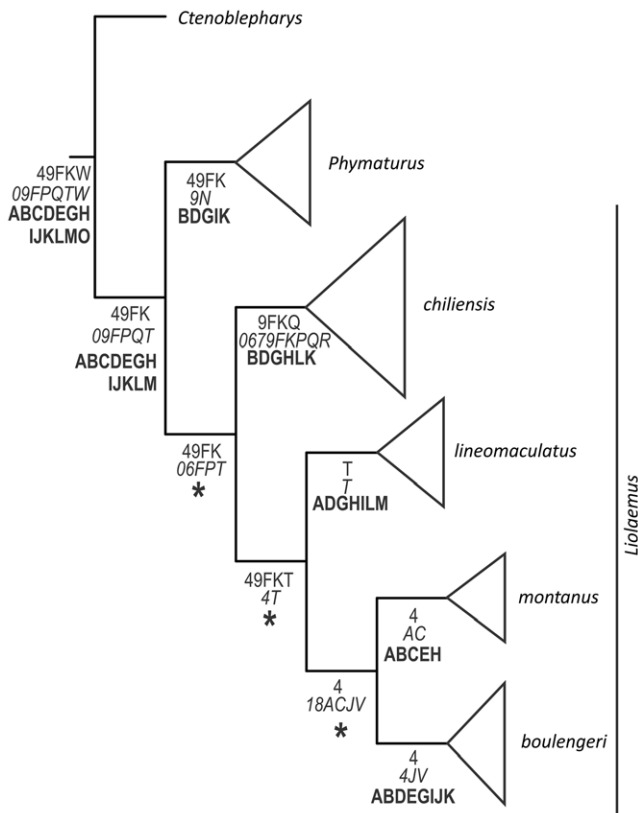 Ctenoblepharys
49FKW
09FPQTW
ABCDEGH
IJKLMO
49FK
9N
BDGIK
Phymaturus
49FK
09FPQT
ABCDEGH
IJKLM
9FKQ
0679FKPQR
BDGHLK
chiliensis
49FK
06FPT
*
T
T
ADGHILM
lineomaculatus
49FKT
4T
*
4
AC
ABCEH
montanus
4
18ACJV
*
4
4JV
ABDEGIJK
boulengeri
Liolaemus